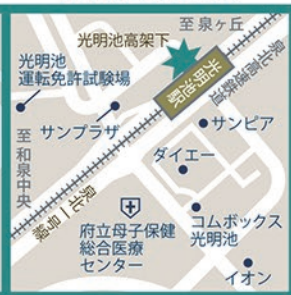 至泉ヶ丘
光明池高架下
光明池
運転免許試験場
泉北高速鉄道
光明池駅
サンプラザ
サンピア
ダイエー
至和泉中央
泉北一号線
府立母子保健
総合医療
センター
コムボックス
光明池
イオン